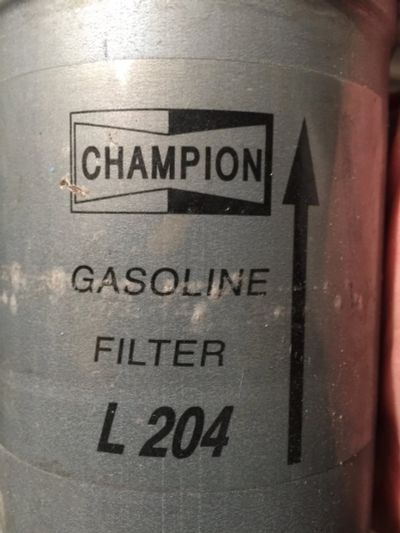 CHAMPION
GASOLINE
FILTER
L 204